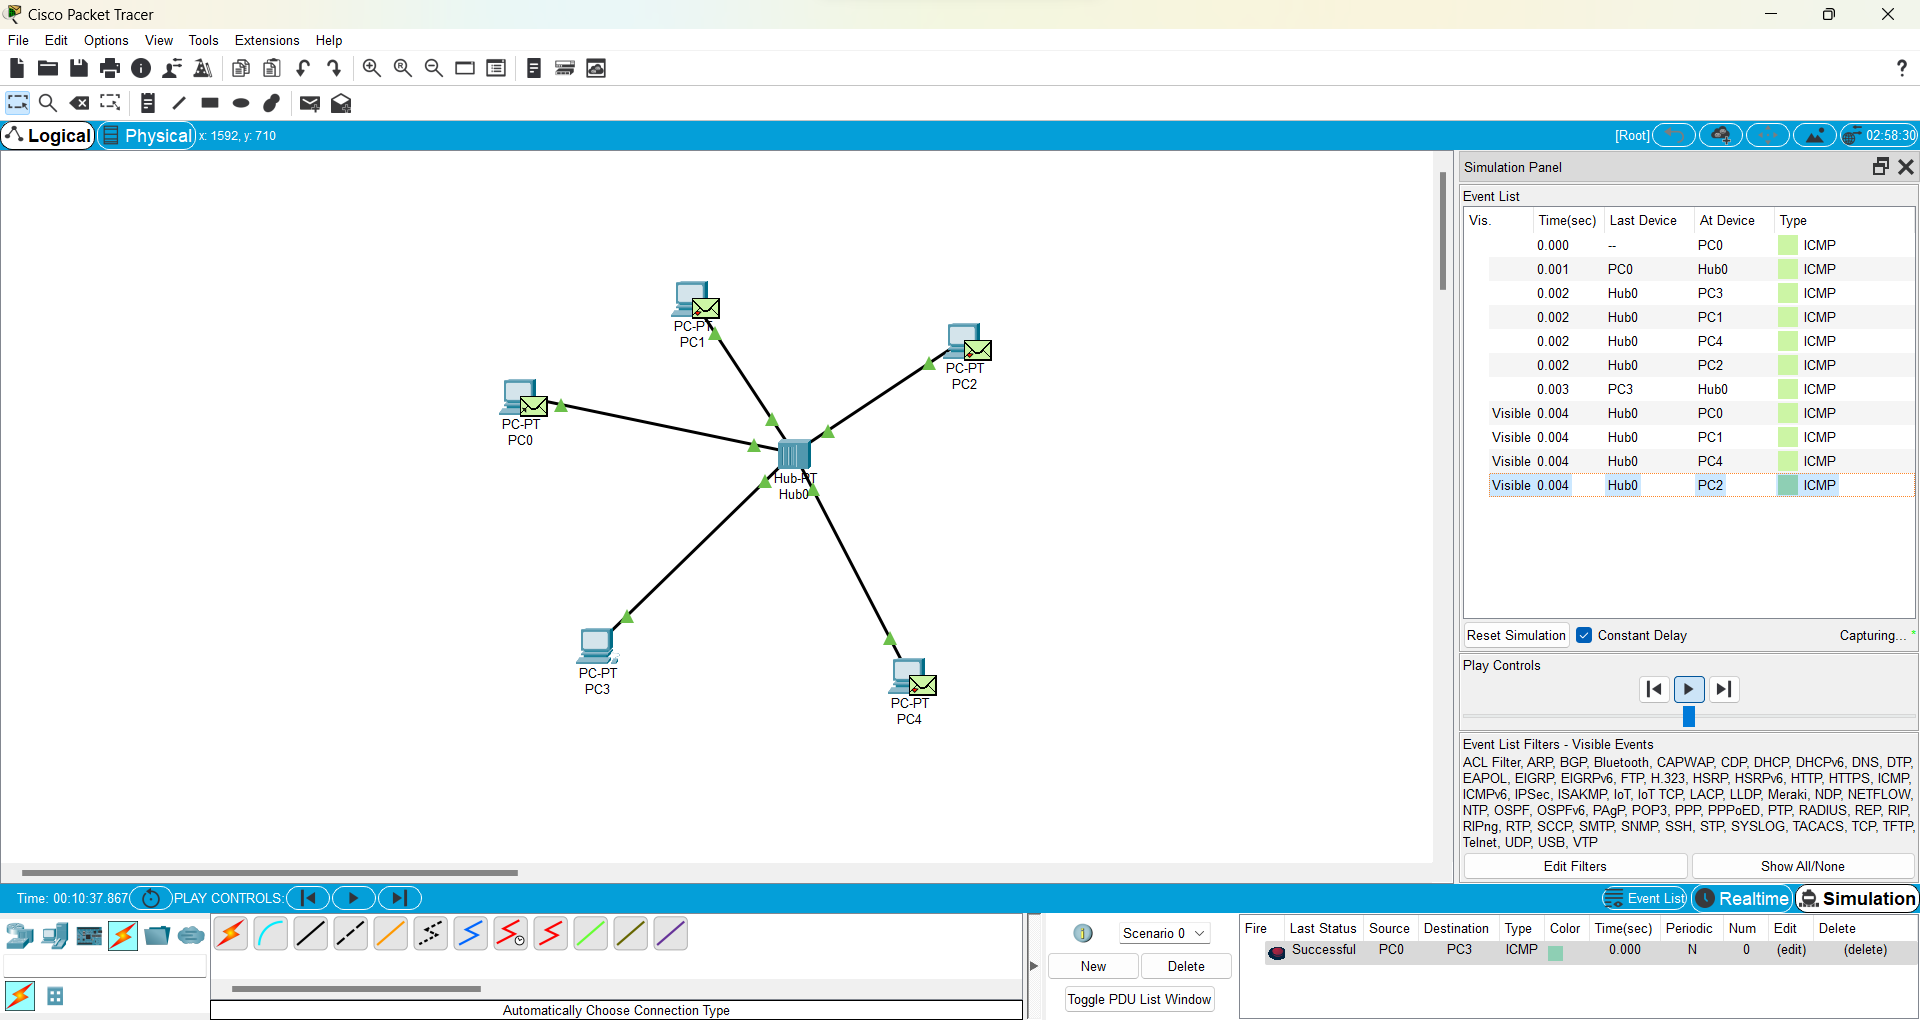 Cisco Packet Tracer
File Edit Options View Tools Extensions Help
?
Logical Physical x: 1592, y: 710 [Root] 02:58:30
Simulation Panel
Event List
Vis. Time(sec) Last Device At Device Type
0.000 -- PC0 ICMP
0.001 PC0 Hub0 ICMP
0.002 Hub0 PC3 ICMP
0.002 Hub0 PC1 ICMP
0.002 Hub0 PC4 ICMP
0.002 Hub0 PC2 ICMP
0.003 PC3 Hub0 ICMP
Visible 0.004 Hub0 PC0 ICMP
Visible 0.004 Hub0 PC1 ICMP
Visible 0.004 Hub0 PC4 ICMP
Visible 0.004 Hub0 PC2 ICMP
PC-PT
PC1
PC-PT
PC2
PC-PT
PC0
Hub-PT
Hub0
PC-PT
PC3
PC-PT
PC4
Reset Simulation Constant Delay Capturing... *
Play Controls
Event List Filters - Visible Events
ACL Filter, ARP, BGP, Bluetooth, CAPWAP, CDP, DHCP, DHCPv6, DNS, DTP,
EAPOL, EIGRP, EIGRPv6, FTP, H.323, HSRP, HSRPv6, HTTP, HTTPS, ICMP,
ICMPv6, IPSec, ISAKMP, IoT, IoT TCP, LACP, LLDP, Meraki, NDP, NETFLOW,
NTP, OSPF, OSPFv6, PAgP, POP3, PPP, PPPoED, PTP, RADIUS, REP, RIP,
RIPng, RTP, SCCP, SMTP, SNMP, SSH, STP, SYSLOG, TACACS, TCP, TFTP,
Telnet, UDP, USB, VTP
Edit Filters Show All/None
Time: 00:10:37.867 PLAY CONTROLS: Event List Realtime Simulation
Scenario 0
New Delete
Toggle PDU List Window
Fire Last Status Source Destination Type Color Time(sec) Periodic Num Edit Delete
Successful PC0 PC3 ICMP 0.000 N 0 (edit) (delete)
Automatically Choose Connection Type